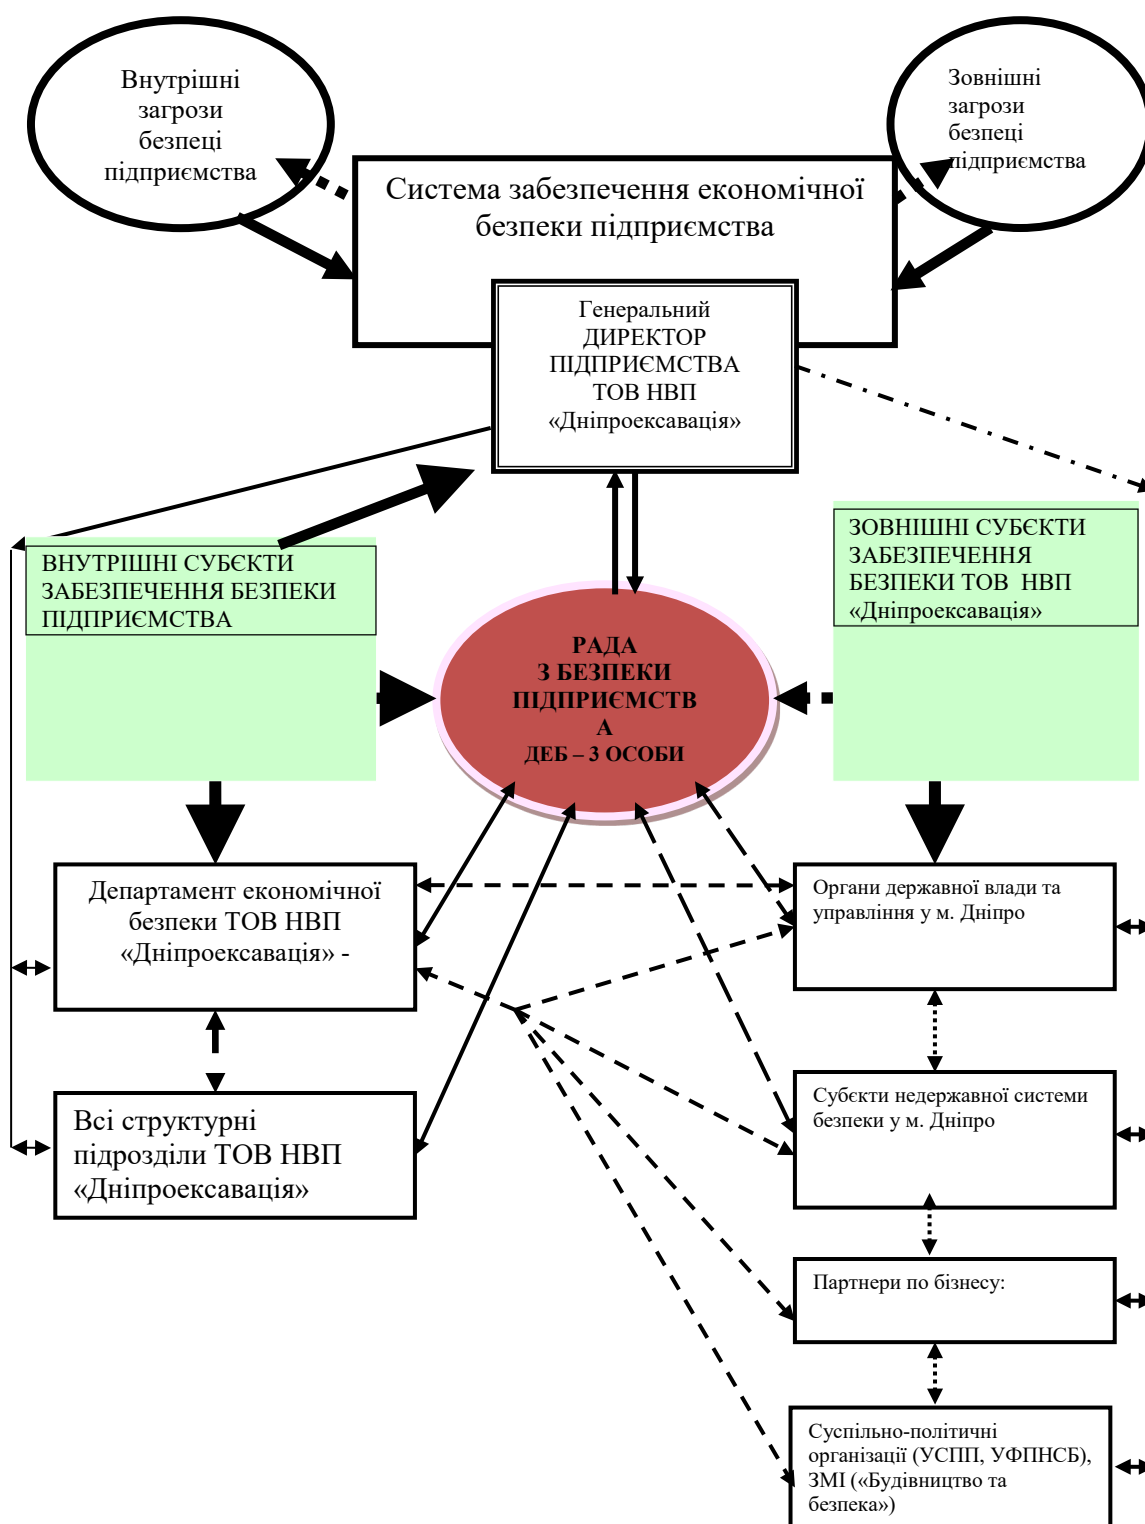 Внутрішні
загрози
безпеці
підприємства
Зовнішні
загрози
безпеці
підприємства
Система забезпечення економічної
безпеки підприємства
Генеральний
ДИРЕКТОР
ПІДПРИЄМСТВА
ТОВ НВП
«Дніпроексавація»
ВНУТРІШНІ СУБЄКТИ
ЗАБЕЗПЕЧЕННЯ БЕЗПЕКИ
ПІДПРИЄМСТВА
ЗОВНІШНІ СУБЄКТИ
ЗАБЕЗПЕЧЕННЯ
БЕЗПЕКИ ТОВ НВП
«Дніпроексавація»
РАДА
З БЕЗПЕКИ
ПІДПРИЄМСТВ
А
ДЕБ – 3 ОСОБИ
Департамент економічної
безпеки ТОВ НВП
«Дніпроексавація» -
Органи державної влади та
управління у м. Дніпро
Всі структурні
підрозділи ТОВ НВП
«Дніпроексавація»
Субєкти недержавної системи
безпеки у м. Дніпро
Партнери по бізнесу:
Суспільно-політичні
організації (УСПП, УФПНСБ),
ЗМІ («Будівництво та
безпека»)